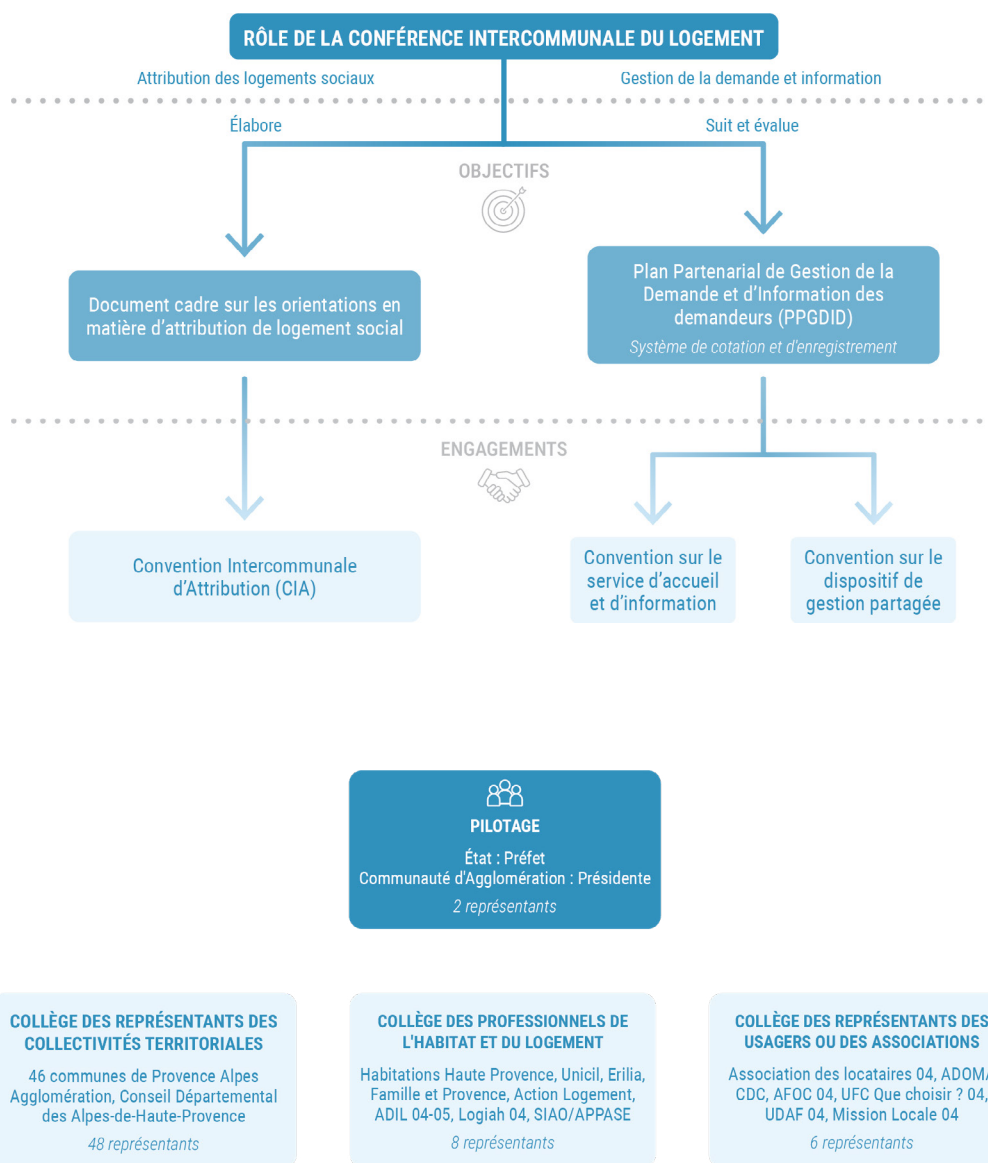 RÔLE DE LA CONFÉRENCE INTERCOMMUNALE DU LOGEMENT
Attribution des logements sociaux
Gestion de la demande et information
Élabore
Suit et évalue
OBJECTIFS
Document cadre sur les orientations en
matière d'attribution de logement social
Plan Partenarial de Gestion de la
Demande et d'Information des
demandeurs (PPGDID)
Système de cotation et d'enregistrement
ENGAGEMENTS
Convention Intercommunale
d'Attribution (CIA)
Convention sur le
service d'accueil
et d'information
Convention sur le
dispositif de
gestion partagée
PILOTAGE
État : Préfet
Communauté d'Agglomération : Présidente
2 représentants
COLLÈGE DES REPRÉSENTANTS DES
COLLECTIVITÉS TERRITORIALES
46 communes de Provence Alpes
Agglomération, Conseil Départemental
des Alpes-de-Haute-Provence
48 représentants
COLLÈGE DES PROFESSIONNELS DE
L'HABITAT ET DU LOGEMENT
Habitations Haute Provence, Unicil, Erilia,
Famille et Provence, Action Logement,
ADIL 04-05, Logiah 04, SIAO/APPASE
8 représentants
COLLÈGE DES REPRÉSENTANTS DES
USAGERS OU DES ASSOCIATIONS
Association des locataires 04, ADOMA
CDC, AFOC 04, UFC Que choisir ? 04,
UDAF 04, Mission Locale 04
6 représentants